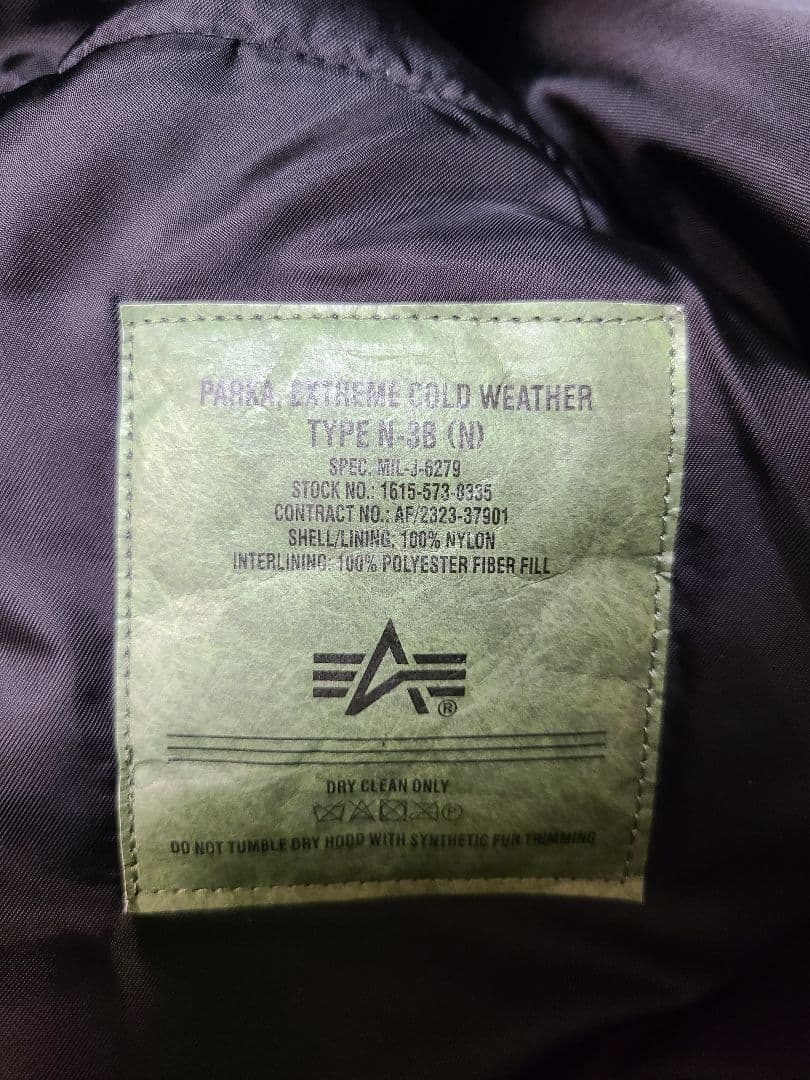 PARKA, EXTREME COLD WEATHER
TYPE N-3B (N)
SPEC. MIL-J-6279
STOCK NO.: 1615-573-0335
CONTRACT NO.: AF/2323-37901
SHELL/LINING: 100% NYLON
INTERLINING: 100% POLYESTER FIBER FILL
®
DRY CLEAN ONLY
P
DO NOT TUMBLE DRY HOOD WITH SYNTHETIC FUR TRIMMING